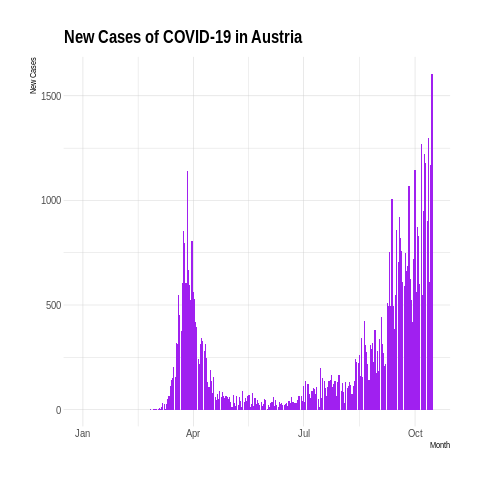 New Cases of COVID-19 in Austria
New Cases
1500
1000
500
0
Jan
Apr
Jul
Oct
Month